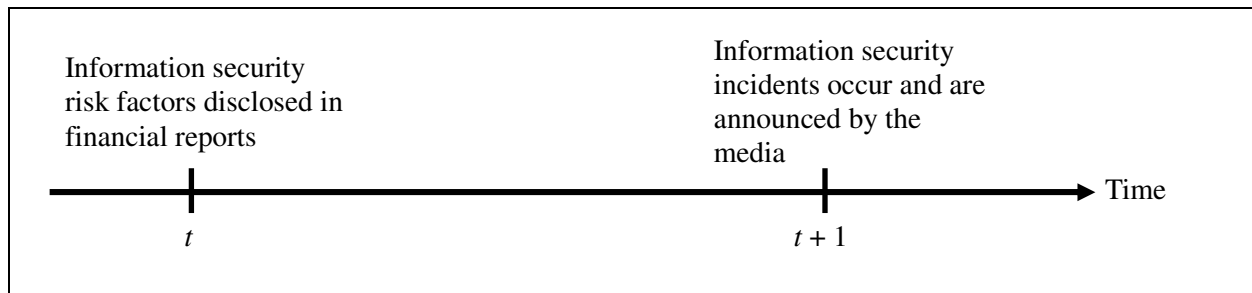 Information security
risk factors disclosed in
financial reports
Information security
incidents occur and are
announced by the
media
Time
t
t + 1